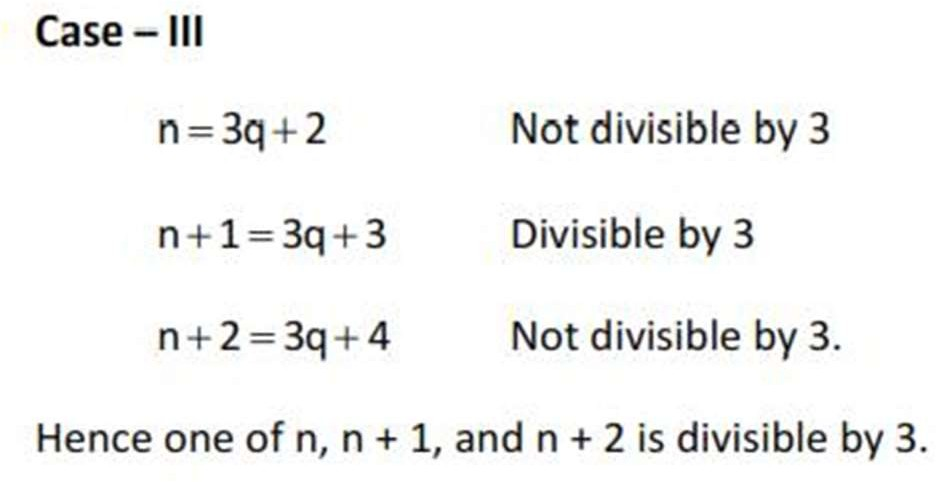 Case – III
n=3q+2 Not divisible by 3
n+1=3q+3 Divisible by 3
n+2=3q+4 Not divisible by 3.
Hence one of n, n + 1, and n + 2 is divisible by 3.